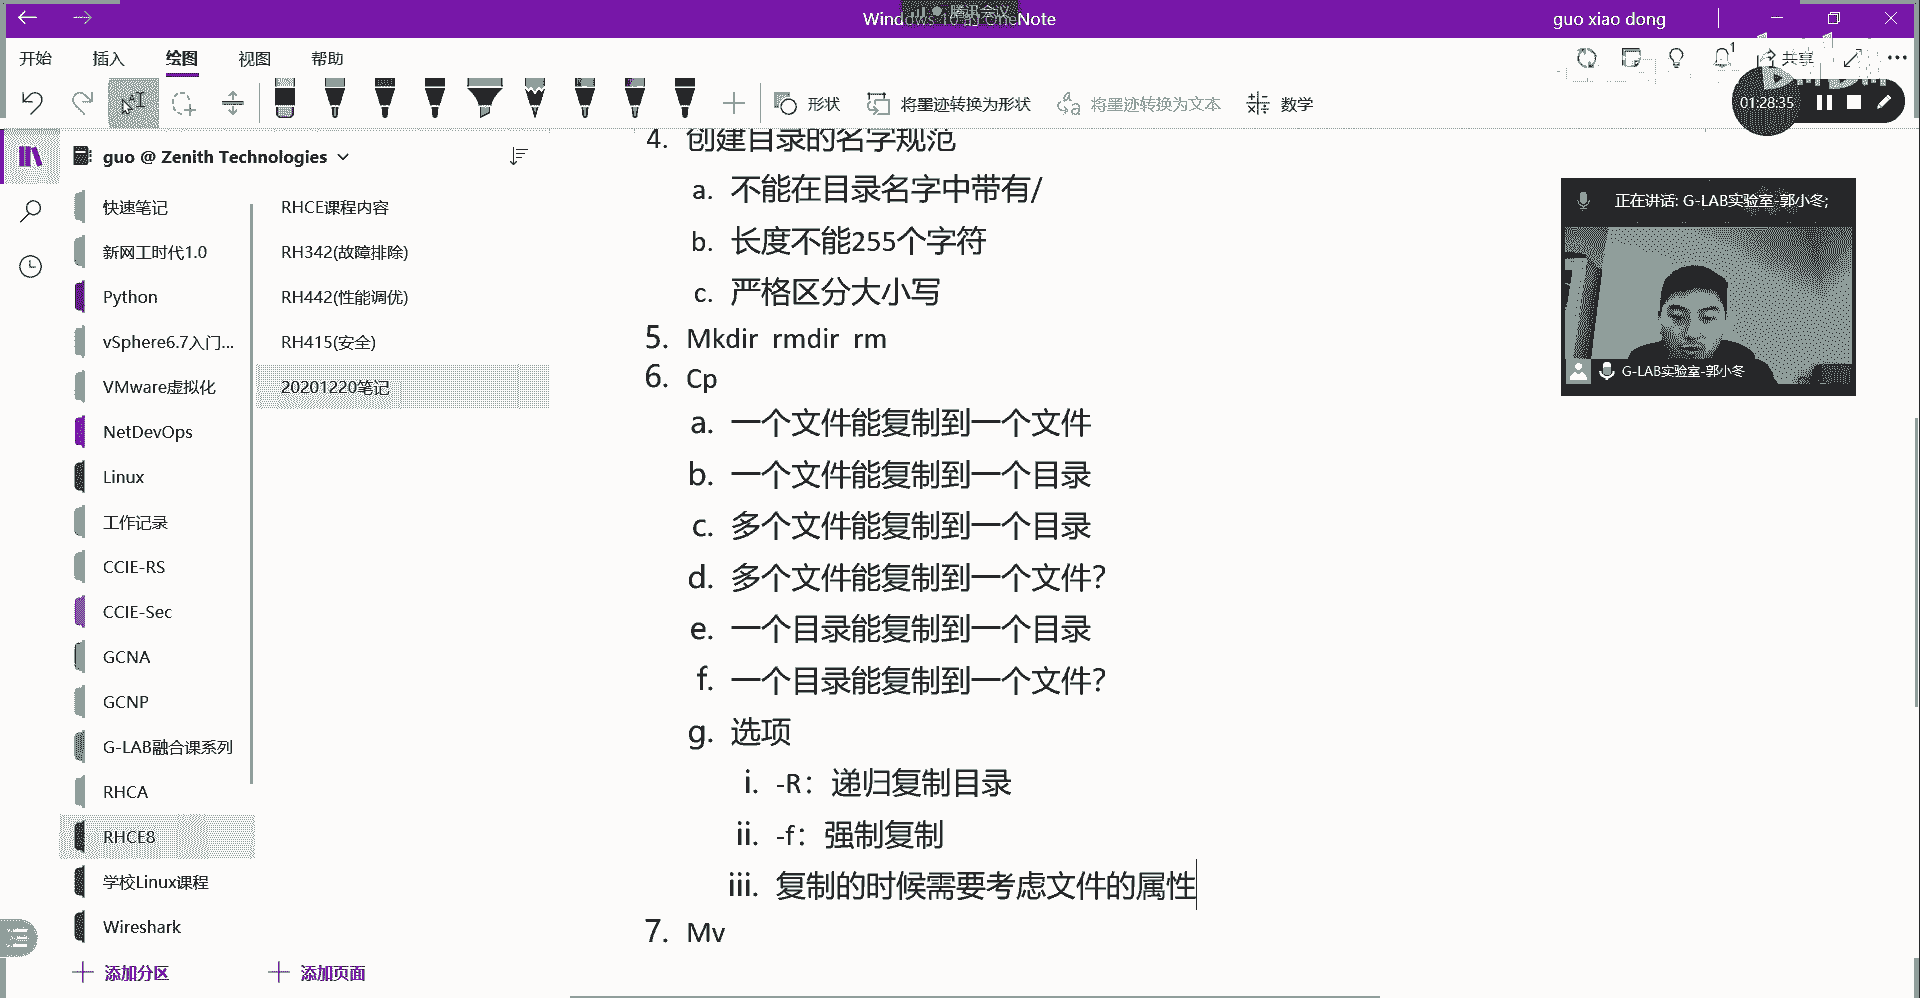 Windows 10 的 OneNote
腾讯会议
guo xiao dong
开始 插入 绘图 视图 帮助
1
共享
形状 将墨迹转换为形状 将墨迹转换为文本 数学
01:28:35
guo @ Zenith Technologies
快速笔记
新网工时代1.0
Python
vSphere6.7入门...
VMware虚拟化
NetDevOps
Linux
工作记录
CCIE-RS
CCIE-Sec
GCNA
GCNP
G-LAB融合课系列
RHCA
RHCE8
学校Linux课程
Wireshark
添加分区
RHCE课程内容
RH342(故障排除)
RH442(性能调优)
RH415(安全)
20201220笔记
添加页面
4. 创建目录的名字规范
a. 不能在目录名字中带有/
b. 长度不能255个字符
c. 严格区分大小写
5. Mkdir rmdir rm
6. Cp
a. 一个文件能复制到一个文件
b. 一个文件能复制到一个目录
c. 多个文件能复制到一个目录
d. 多个文件能复制到一个文件?
e. 一个目录能复制到一个目录
f. 一个目录能复制到一个文件?
g. 选项
i. -R：递归复制目录
ii. -f：强制复制
iii. 复制的时候需要考虑文件的属性
7. Mv
正在讲话: G-LAB实验室-郭小冬;
G-LAB实验室-郭小冬